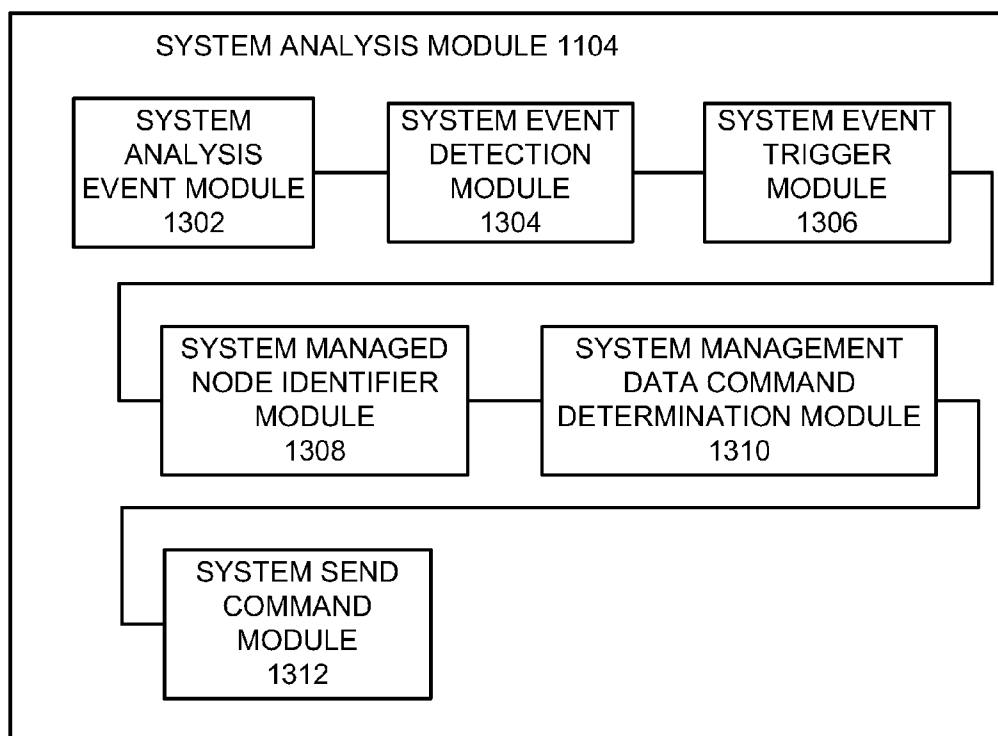 SYSTEM ANALYSIS MODULE 1104
SYSTEM
ANALYSIS
EVENT MODULE
1302
SYSTEM EVENT
DETECTION
MODULE
1304
SYSTEM EVENT
TRIGGER
MODULE
1306
SYSTEM MANAGED
NODE IDENTIFIER
MODULE
1308
SYSTEM MANAGEMENT
DATA COMMAND
DETERMINATION MODULE
1310
SYSTEM SEND
COMMAND
MODULE
1312